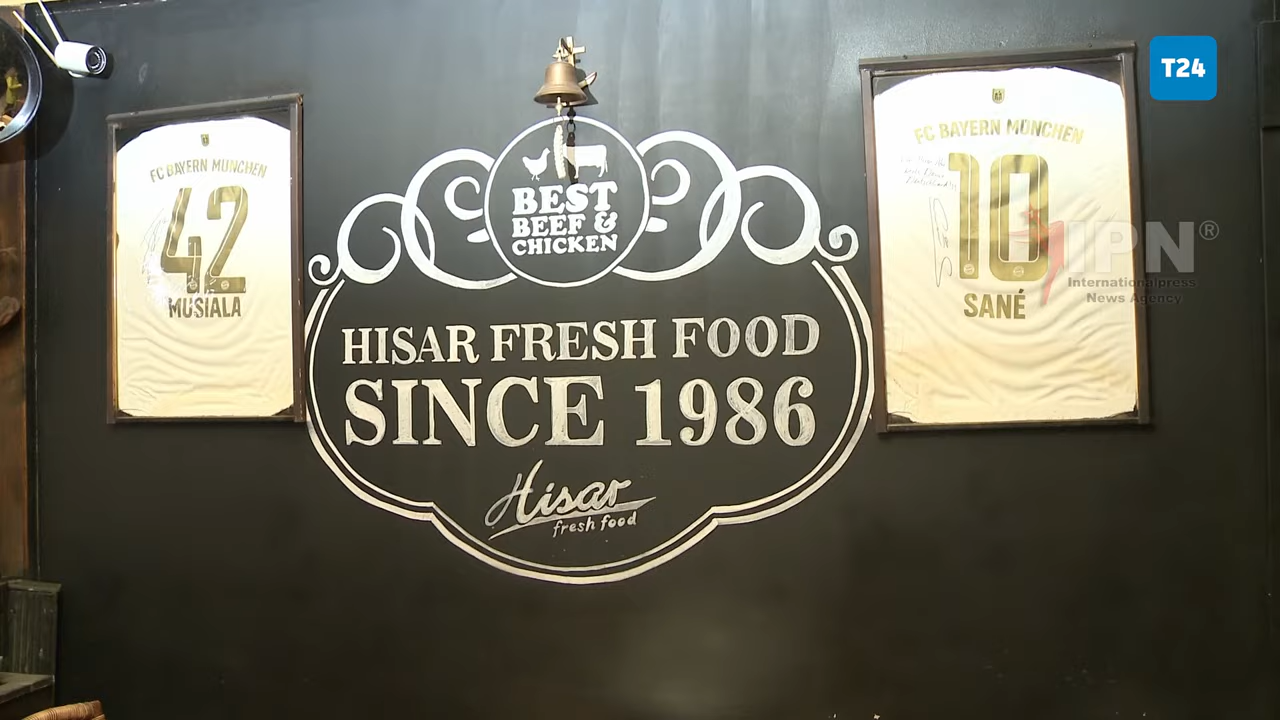 T24
FC BAYERN MÜNCHEN
42
MUSIALA
BEST
BEEF &
CHICKEN
HISAR FRESH FOOD
SINCE 1986
Hisar
fresh food
FC BAYERN MÜNCHEN
10
SANÉ
IPN®
Internationalpress
News Agency